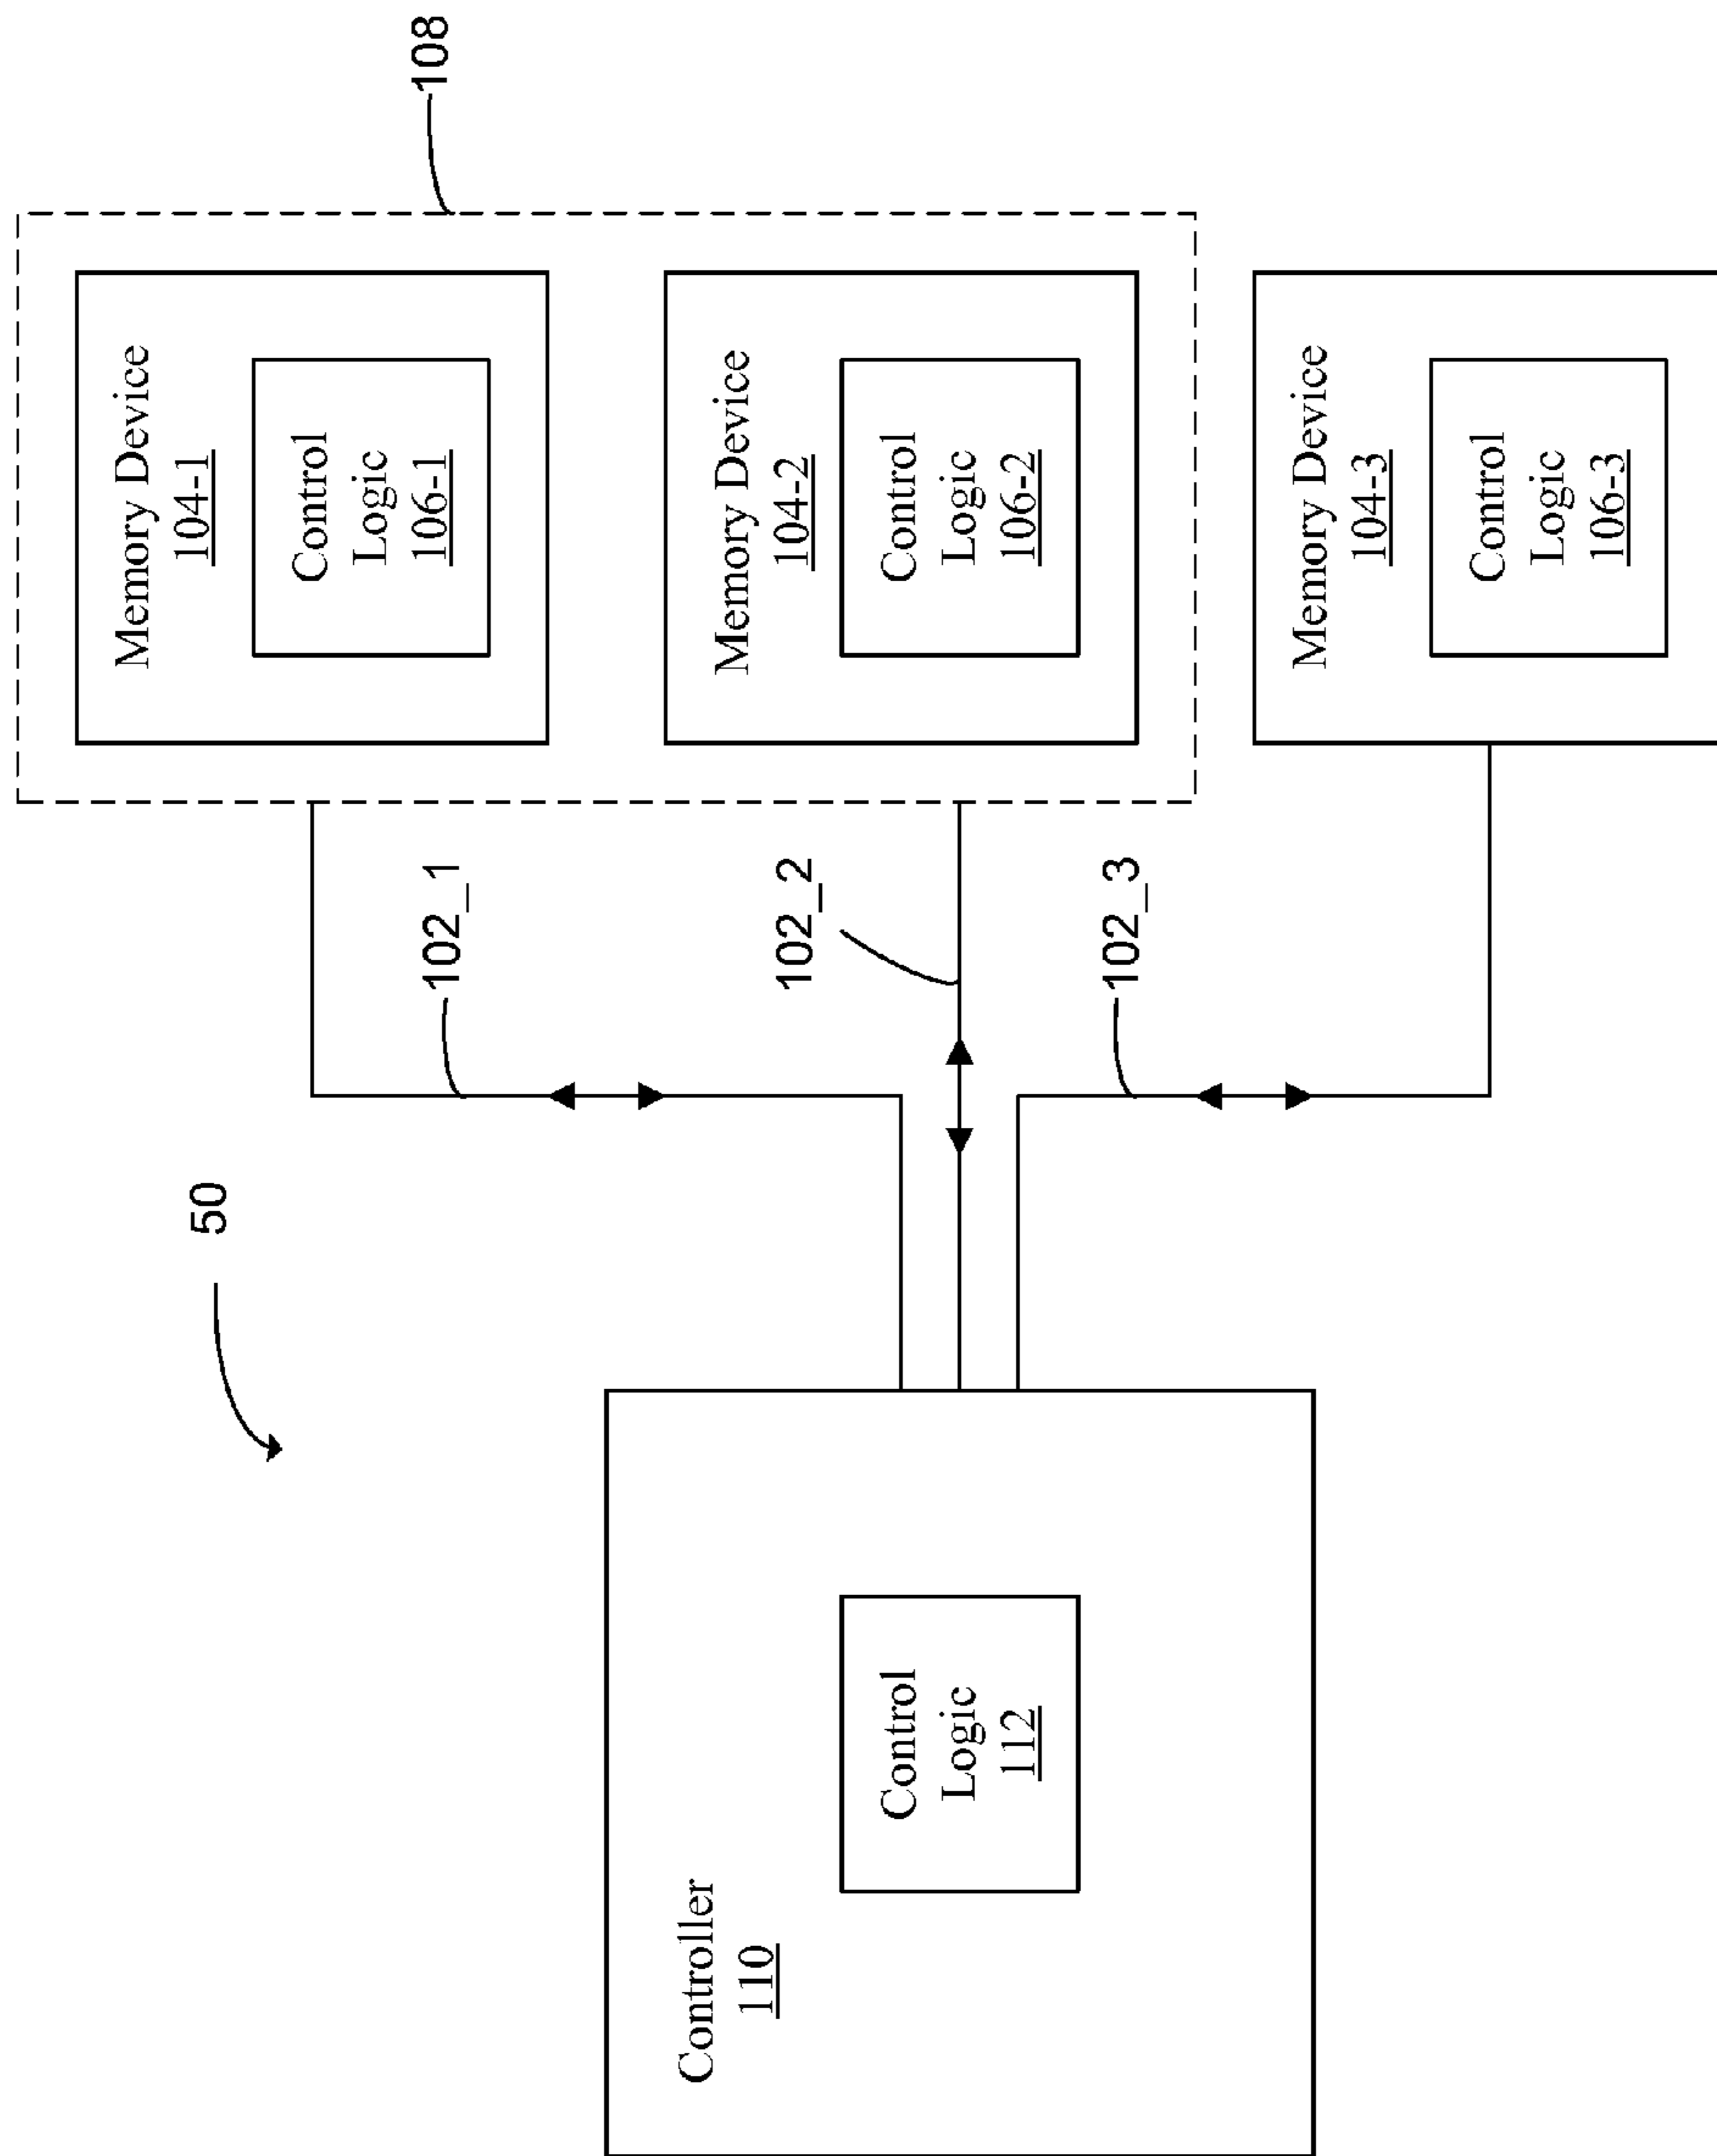 50
Controller
110
Control
Logic
112
102_1
102_2
102_3
108
Memory Device
104-1
Control
Logic
106-1
Memory Device
104-2
Control
Logic
106-2
Memory Device
104-3
Control
Logic
106-3